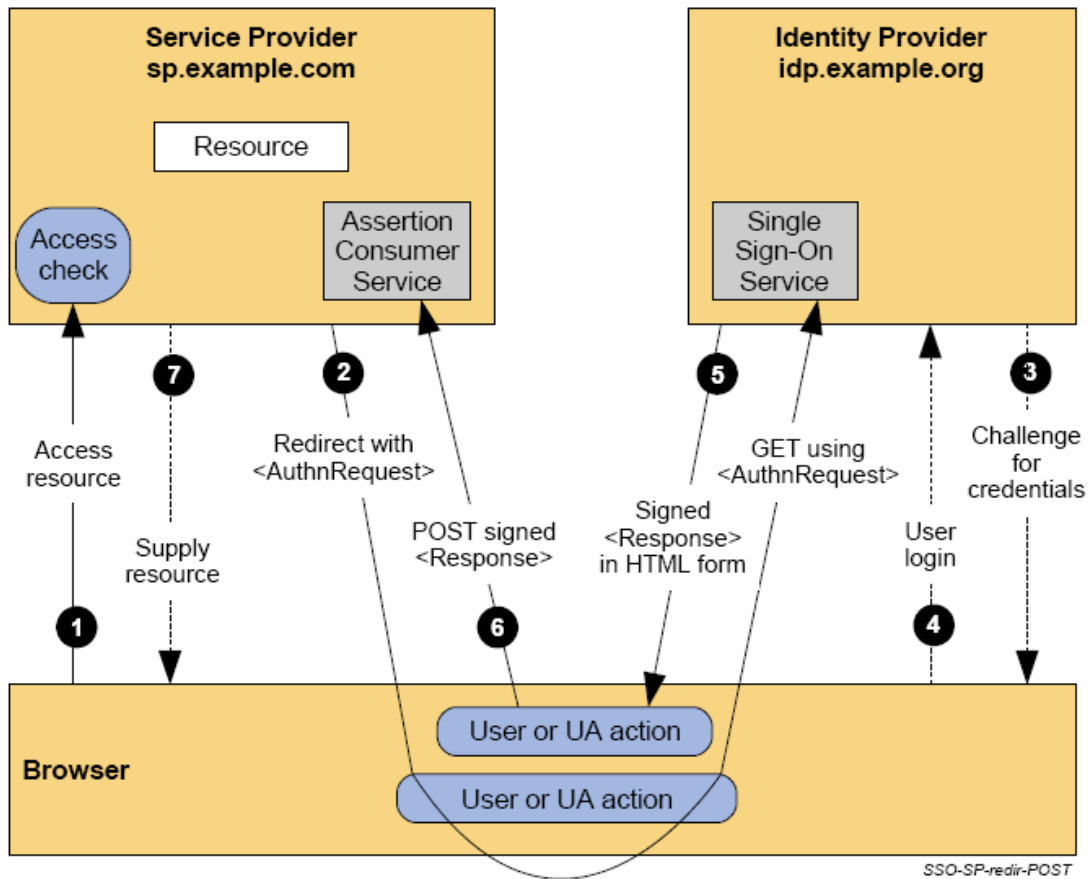 Service Provider
sp.example.com
Identity Provider
idp.example.org
Resource
Access
check
Assertion
Consumer
Service
Single
Sign-On
Service
7
2
5
3
Access
resource
Redirect with
<AuthnRequest>
GET using
<AuthnRequest>
Challenge
for
credentials
Supply
resource
POST signed
<Response>
Signed
<Response>
in HTML form
User
login
1
6
4
User or UA action
Browser
User or UA action
SSO-SP-redir-POST